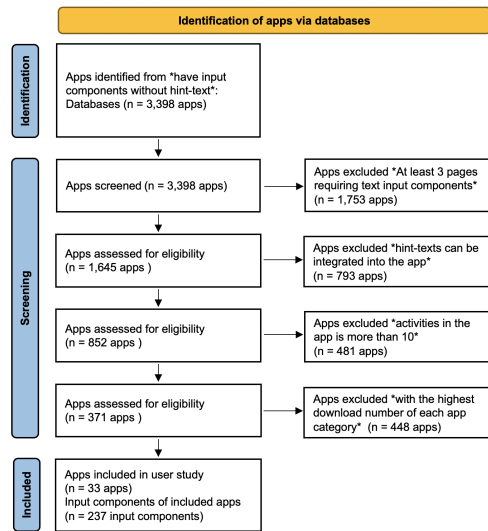 Identification of apps via databases
Identification
Apps identified from *have input
components without hint-text*:
Databases (n = 3,398 apps)
Screening
Apps screened (n = 3,398 apps)
Apps excluded *At least 3 pages
requiring text input components*
(n = 1,753 apps)
Apps assessed for eligibility
(n = 1,645 apps )
Apps excluded *hint-texts can be
integrated into the app*
(n = 793 apps)
Apps assessed for eligibility
(n = 852 apps )
Apps excluded *activities in the
app is more than 10*
(n = 481 apps)
Apps assessed for eligibility
(n = 371 apps )
Apps excluded *with the highest
download number of each app
category* (n = 448 apps)
Included
Apps included in user study
(n = 33 apps)
Input components of included apps
(n = 237 input components)